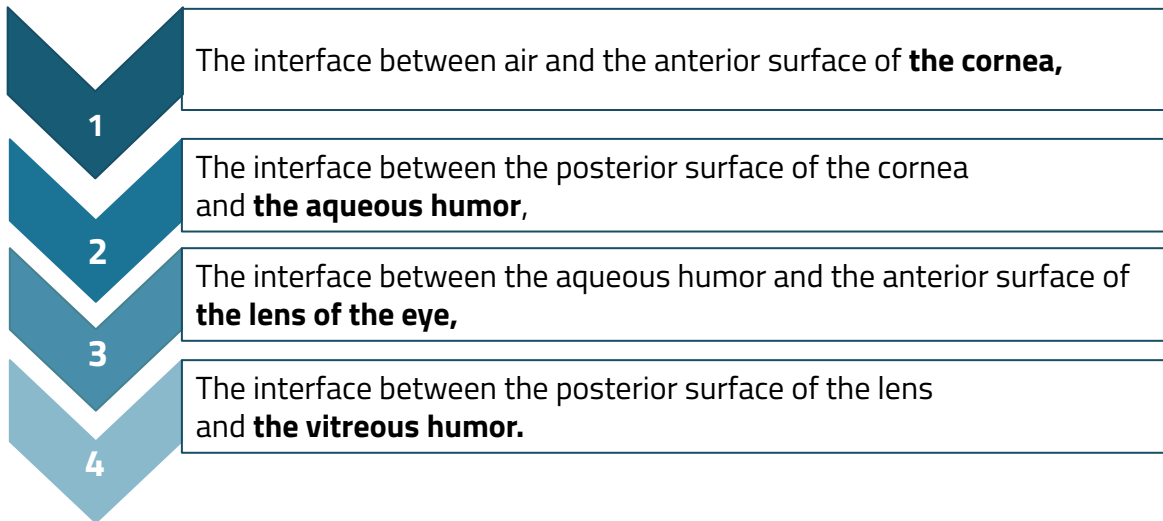 The interface between air and the anterior surface of the cornea,
1
The interface between the posterior surface of the cornea
and the aqueous humor,
2
The interface between the aqueous humor and the anterior surface of
the lens of the eye,
3
The interface between the posterior surface of the lens
and the vitreous humor.
4